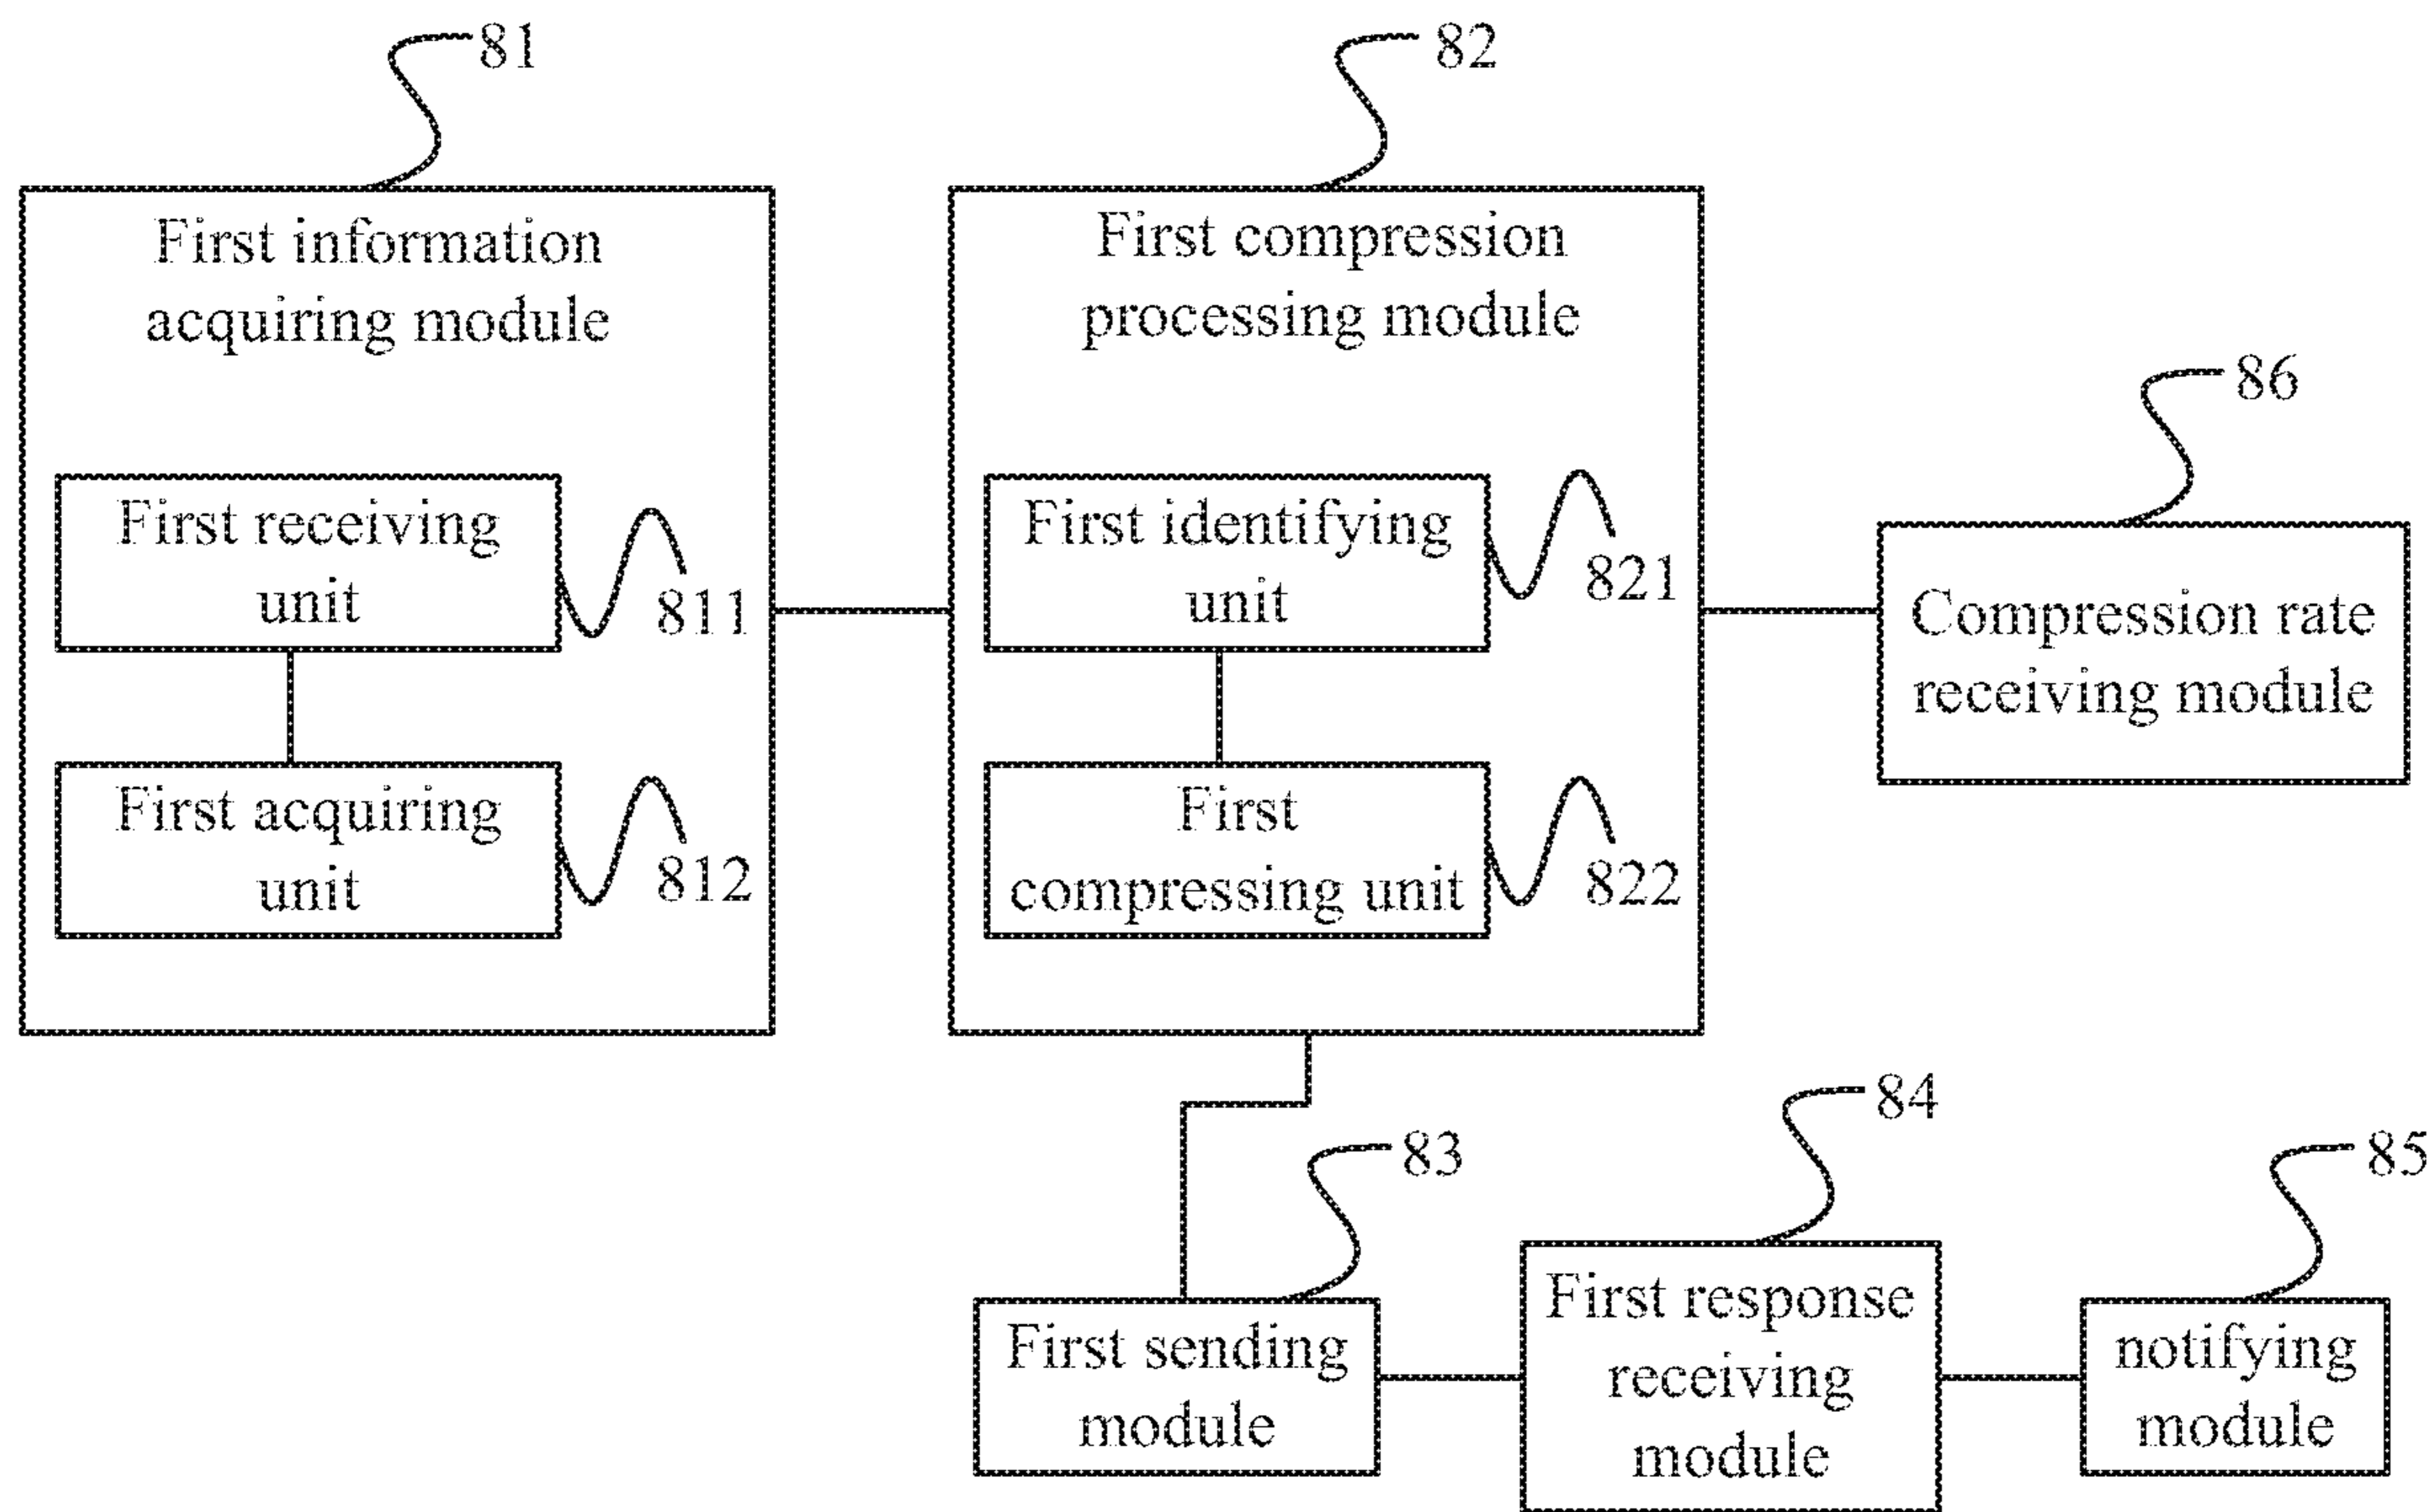 81
82
First information
acquiring module
First compression
processing module
86
First receiving
unit
811
First identifying
unit
821
Compression rate
receiving module
First acquiring
unit
812
First
compressing unit
822
84
83
85
First sending
module
First response
receiving
module
notifying
module